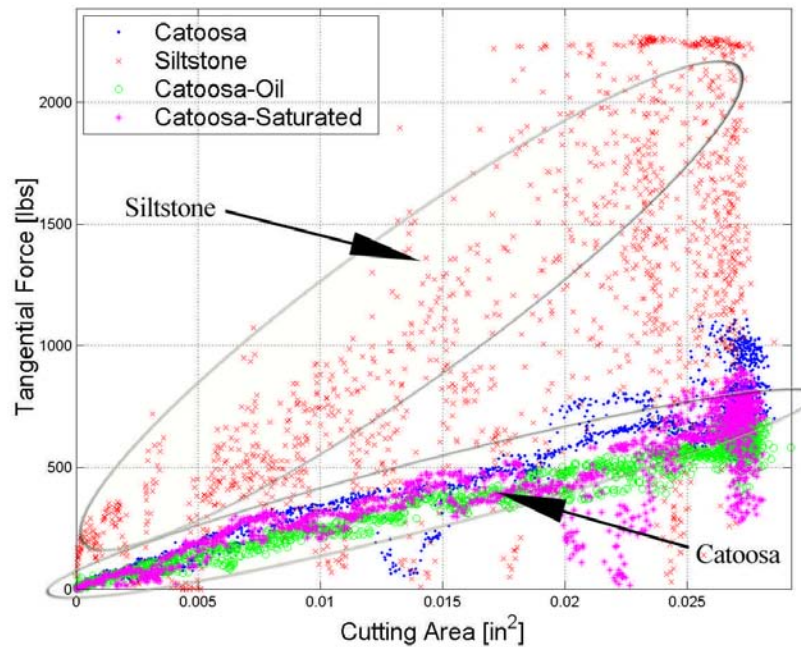 Catoosa
Siltstone
Catoosa-Oil
Catoosa-Saturated
2000
1500
1000
500
0
Tangential Force [lbs]
Siltstone
Catoosa
0 0.005 0.01 0.015 0.02 0.025
Cutting Area [in²]